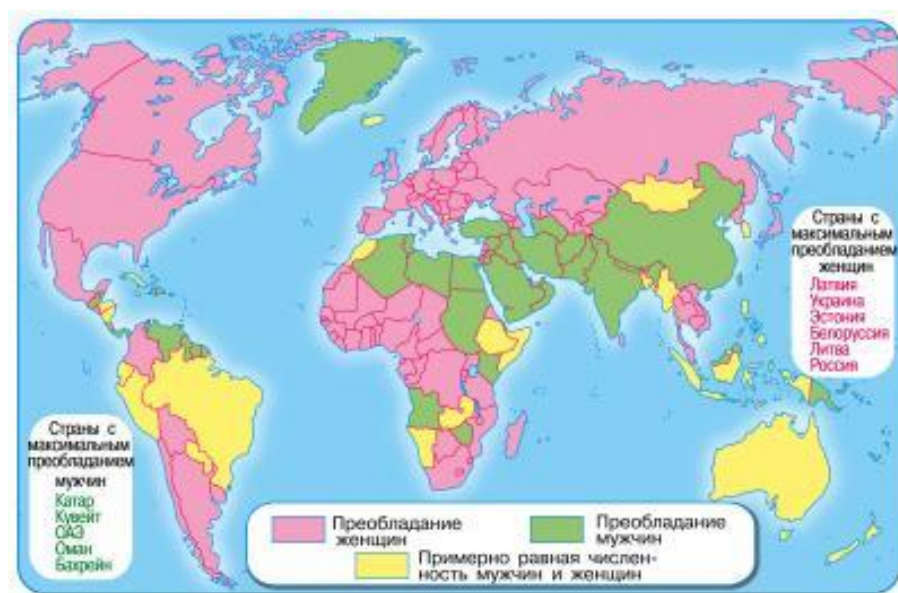 Страны с
максимальным
преобладанием
женщин
Латвия
Украина
Эстония
Белоруссия
Литва
Россия
Страны с
максимальным
преобладанием
мужчин
Катар
Кувейт
ОАЭ
Оман
Бахрейн
Преобладание
женщин
Преобладание
мужчин
Примерно равная числен-
ность мужчин и женщин